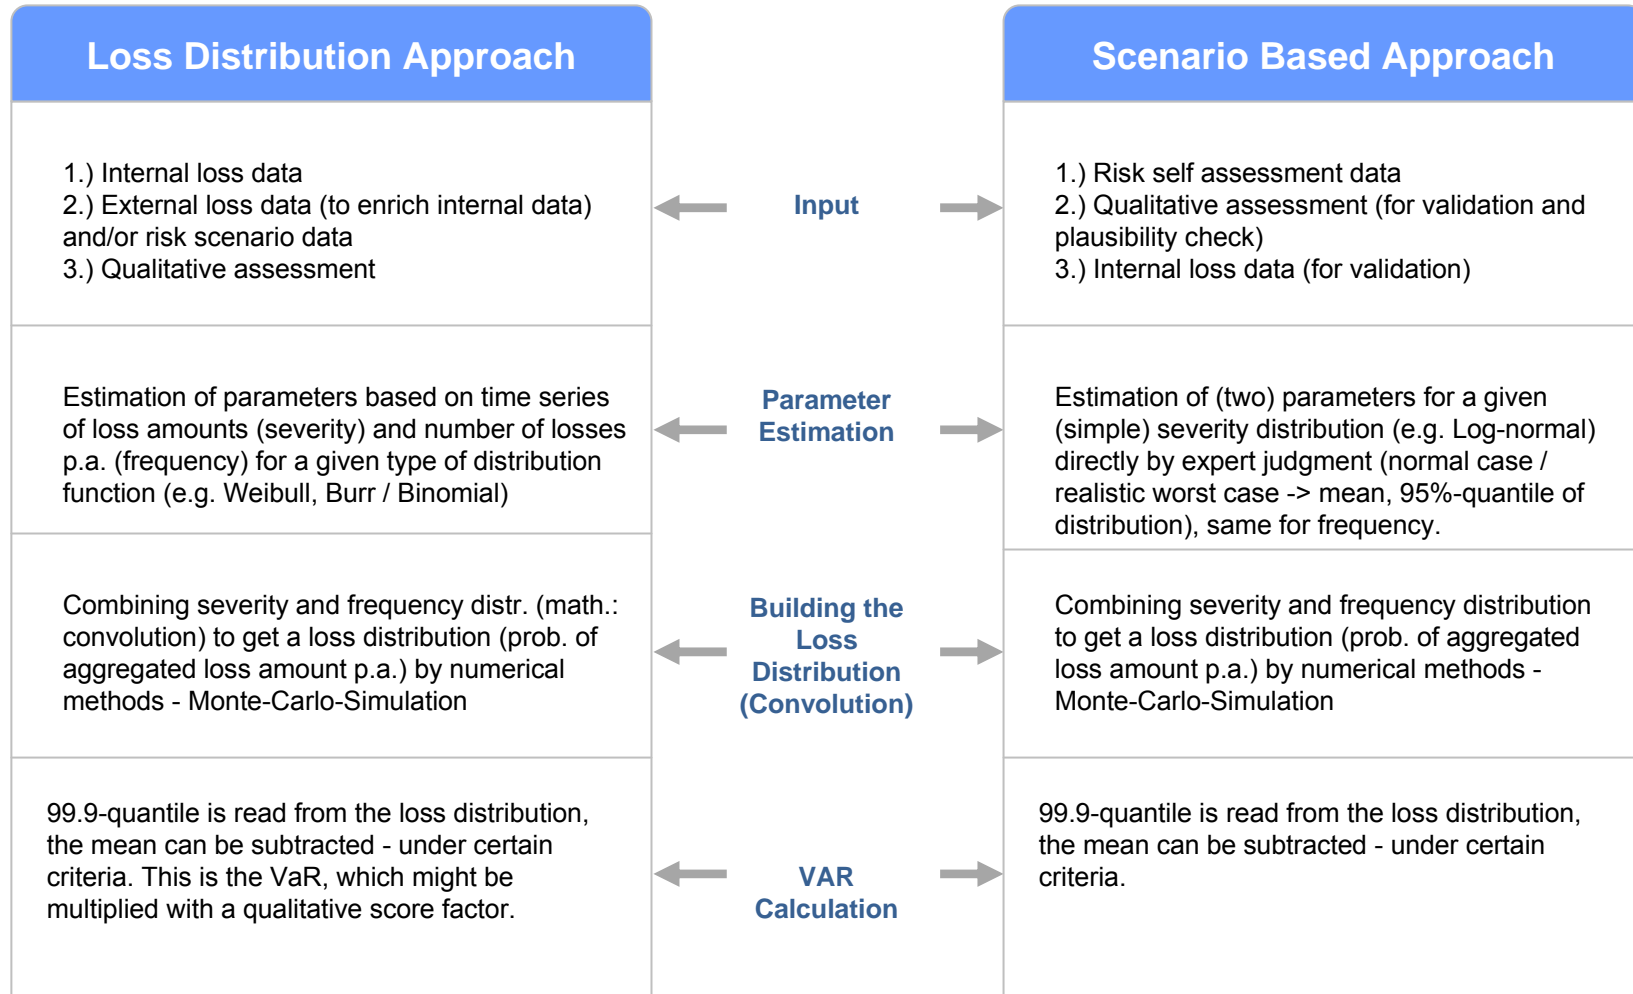 Loss Distribution Approach
Scenario Based Approach
1.) Internal loss data
2.) External loss data (to enrich internal data)
and/or risk scenario data
3.) Qualitative assessment
Input
1.) Risk self assessment data
2.) Qualitative assessment (for validation and
plausibility check)
3.) Internal loss data (for validation)
Estimation of parameters based on time series
of loss amounts (severity) and number of losses
p.a. (frequency) for a given type of distribution
function (e.g. Weibull, Burr / Binomial)
Parameter
Estimation
Estimation of (two) parameters for a given
(simple) severity distribution (e.g. Log-normal)
directly by expert judgment (normal case /
realistic worst case -> mean, 95%-quantile of
distribution), same for frequency.
Combining severity and frequency distr. (math.:
convolution) to get a loss distribution (prob. of
aggregated loss amount p.a.) by numerical
methods - Monte-Carlo-Simulation
Building the
Loss
Distribution
(Convolution)
Combining severity and frequency distribution
to get a loss distribution (prob. of aggregated
loss amount p.a.) by numerical methods -
Monte-Carlo-Simulation
99.9-quantile is read from the loss distribution,
the mean can be subtracted - under certain
criteria. This is the VaR, which might be
multiplied with a qualitative score factor.
VAR
Calculation
99.9-quantile is read from the loss distribution,
the mean can be subtracted - under certain
criteria.